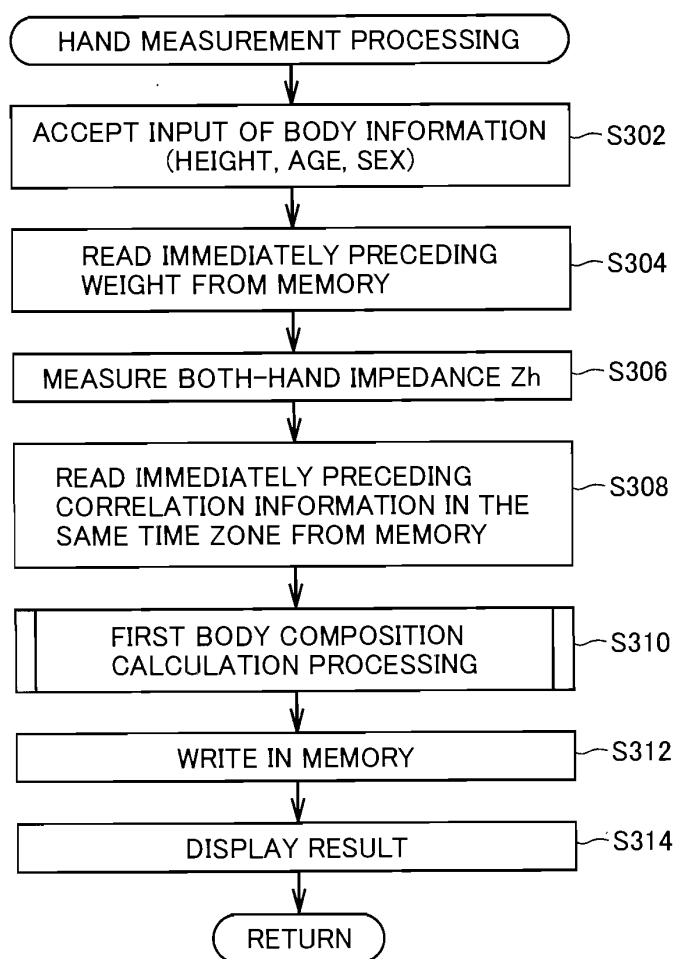 HAND MEASUREMENT PROCESSING
ACCEPT INPUT OF BODY INFORMATION
(HEIGHT, AGE, SEX)
S302
READ IMMEDIATELY PRECEDING
WEIGHT FROM MEMORY
S304
MEASURE BOTH-HAND IMPEDANCE Zh
S306
READ IMMEDIATELY PRECEDING
CORRELATION INFORMATION IN THE
SAME TIME ZONE FROM MEMORY
S308
FIRST BODY COMPOSITION
CALCULATION PROCESSING
S310
WRITE IN MEMORY
S312
DISPLAY RESULT
S314
RETURN